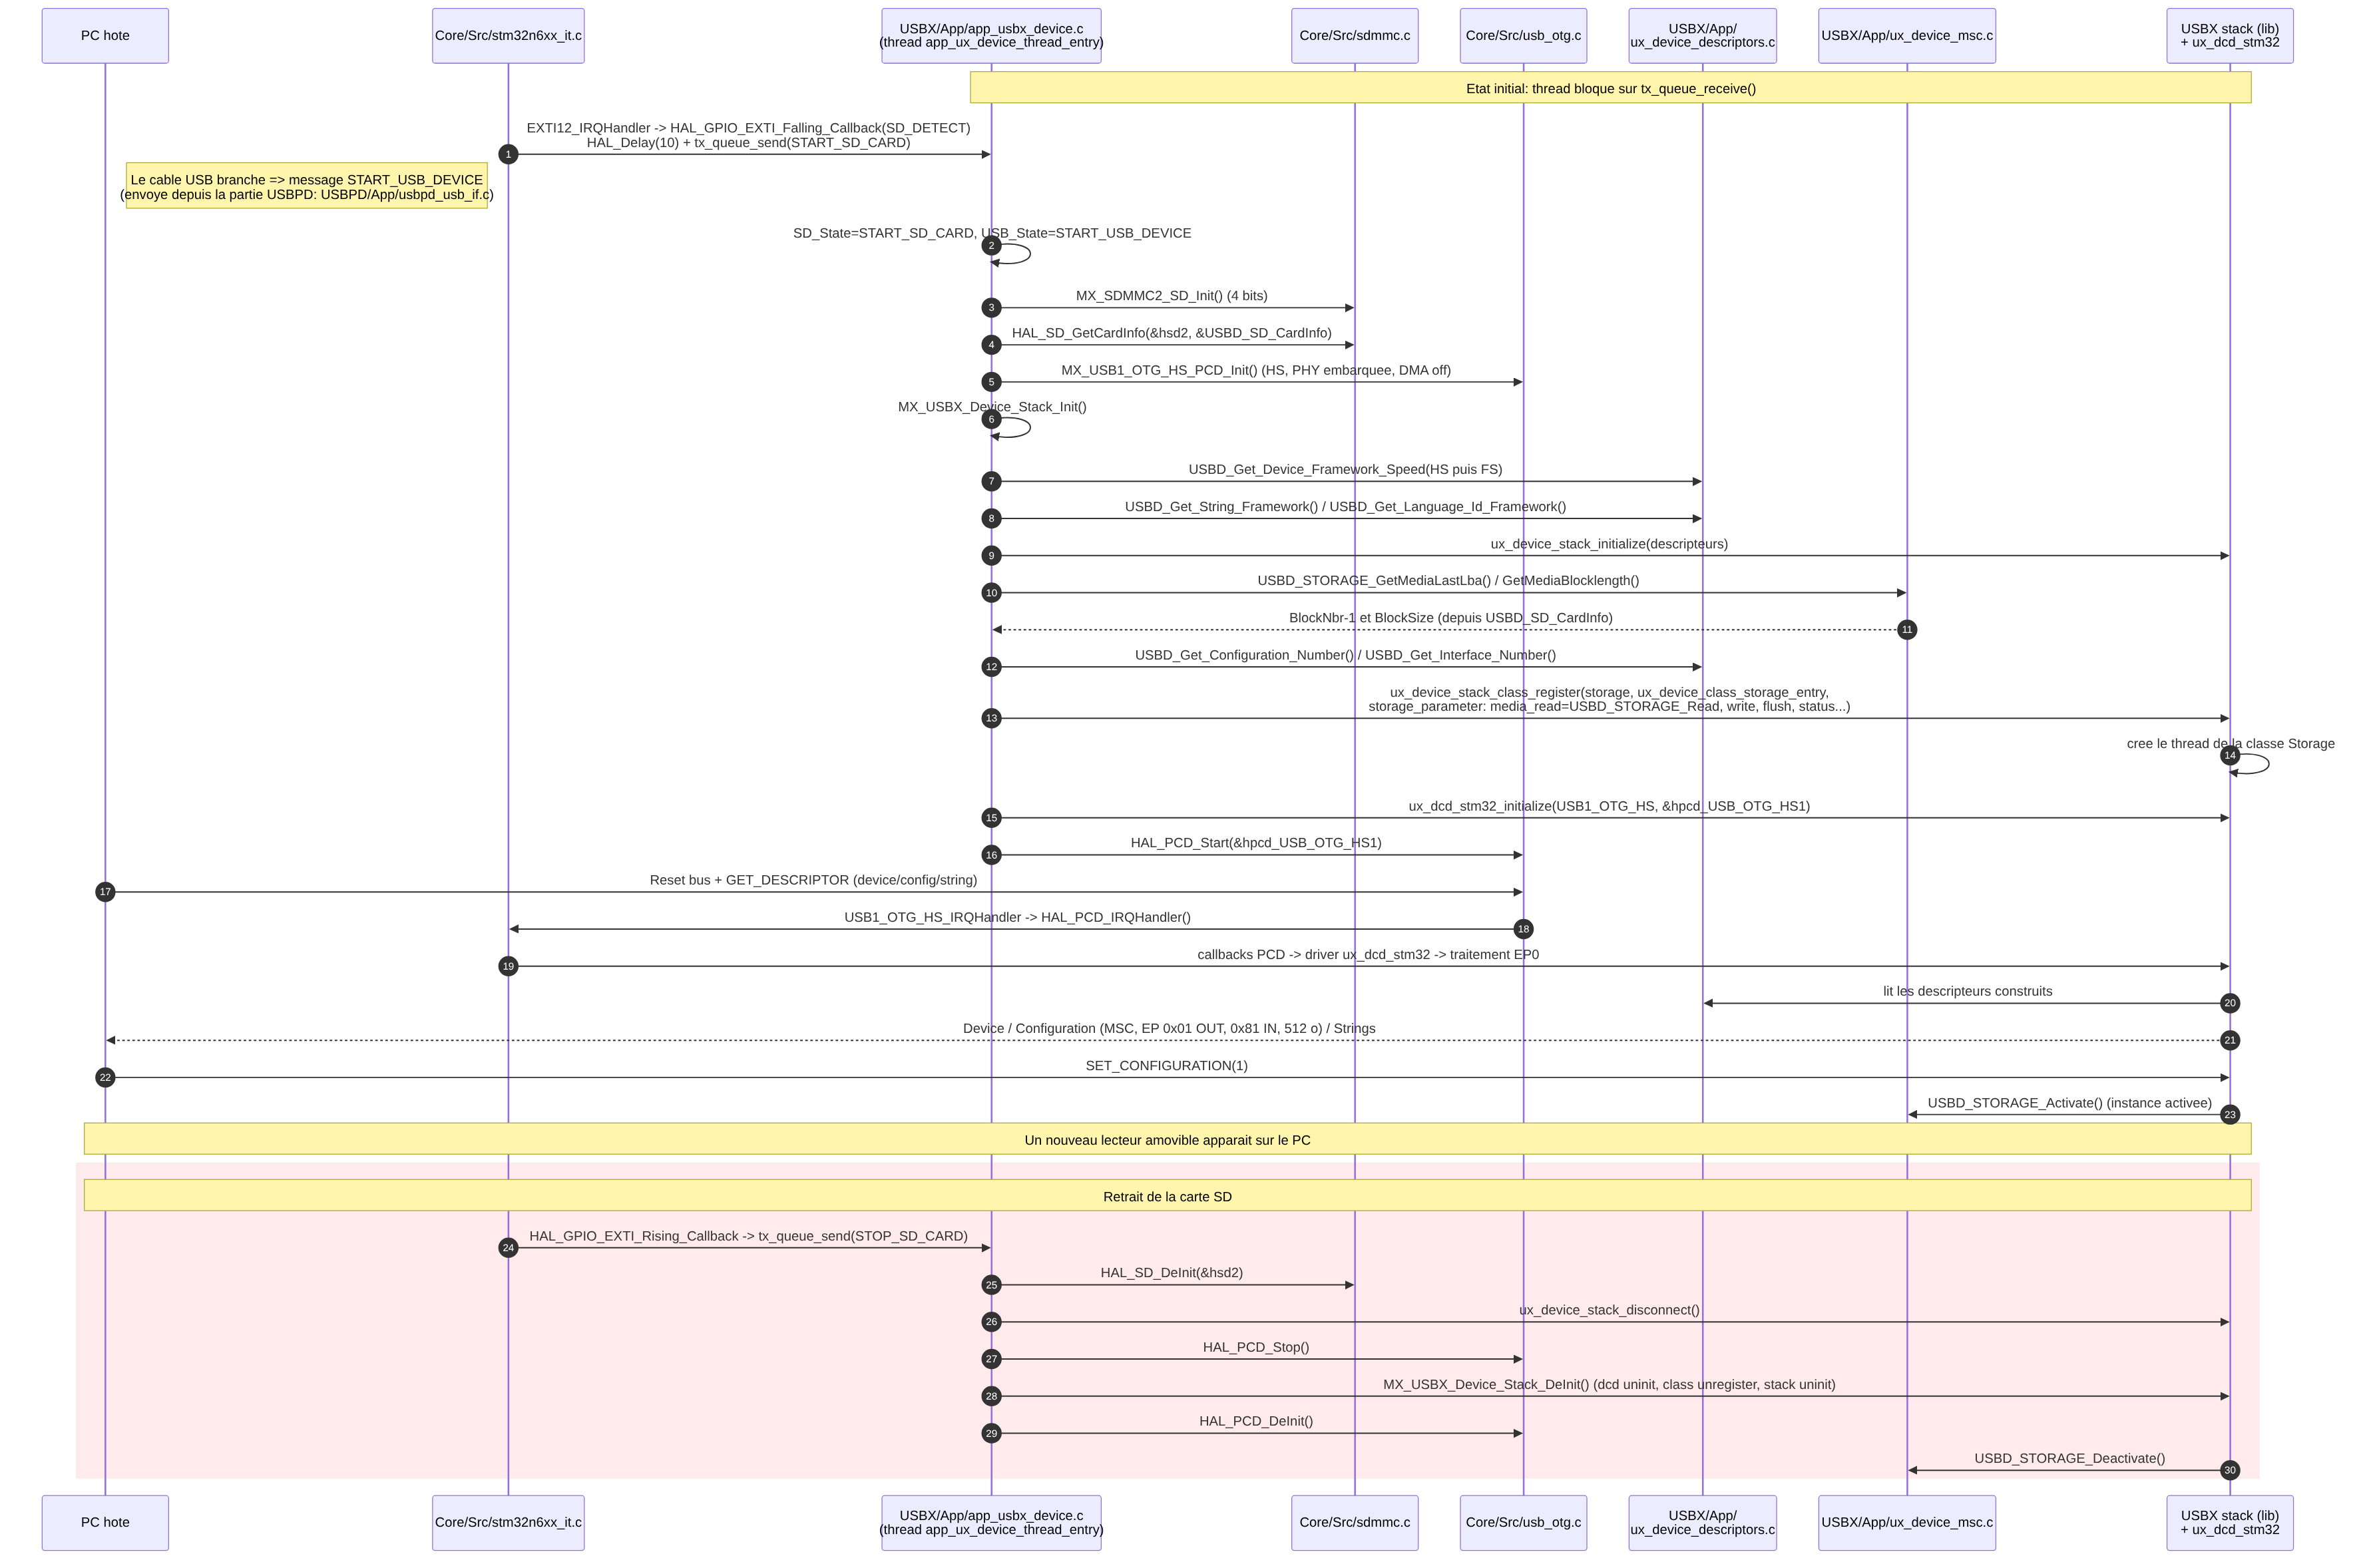 PC hote
Core/Src/stm32n6xx_it.c
USBX/App/app_usbx_device.c
(thread app_ux_device_thread_entry)
Core/Src/sdmmc.c
Core/Src/usb_otg.c
USBX/App/
ux_device_descriptors.c
USBX/App/ux_device_msc.c
USBX stack (lib)
+ ux_dcd_stm32
Etat initial: thread bloque sur tx_queue_receive()
EXTI12_IRQHandler -> HAL_GPIO_EXTI_Falling_Callback(SD_DETECT)
HAL_Delay(10) + tx_queue_send(START_SD_CARD)
1
Le cable USB branche => message START_USB_DEVICE
(envoye depuis la partie USBPD: USBPD/App/usbpd_usb_if.c)
SD_State=START_SD_CARD, USB_State=START_USB_DEVICE
2
MX_SDMMC2_SD_Init() (4 bits)
3
HAL_SD_GetCardInfo(&hsd2, &USBD_SD_CardInfo)
4
MX_USB1_OTG_HS_PCD_Init() (HS, PHY embarquee, DMA off)
5
MX_USBX_Device_Stack_Init()
6
USBD_Get_Device_Framework_Speed(HS puis FS)
7
USBD_Get_String_Framework() / USBD_Get_Language_Id_Framework()
8
ux_device_stack_initialize(descripteurs)
9
USBD_STORAGE_GetMediaLastLba() / GetMediaBlocklength()
10
BlockNbr-1 et BlockSize (depuis USBD_SD_CardInfo)
11
USBD_Get_Configuration_Number() / USBD_Get_Interface_Number()
12
ux_device_stack_class_register(storage, ux_device_class_storage_entry,
storage_parameter: media_read=USBD_STORAGE_Read, write, flush, status...)
13
cree le thread de la classe Storage
14
ux_dcd_stm32_initialize(USB1_OTG_HS, &hpcd_USB_OTG_HS1)
15
HAL_PCD_Start(&hpcd_USB_OTG_HS1)
16
Reset bus + GET_DESCRIPTOR (device/config/string)
17
USB1_OTG_HS_IRQHandler -> HAL_PCD_IRQHandler()
18
callbacks PCD -> driver ux_dcd_stm32 -> traitement EP0
19
lit les descripteurs construits
20
Device / Configuration (MSC, EP 0x01 OUT, 0x81 IN, 512 o) / Strings
21
SET_CONFIGURATION(1)
22
USBD_STORAGE_Activate() (instance activee)
23
Un nouveau lecteur amovible apparait sur le PC
Retrait de la carte SD
HAL_GPIO_EXTI_Rising_Callback -> tx_queue_send(STOP_SD_CARD)
24
HAL_SD_DeInit(&hsd2)
25
ux_device_stack_disconnect()
26
HAL_PCD_Stop()
27
MX_USBX_Device_Stack_DeInit() (dcd uninit, class unregister, stack uninit)
28
HAL_PCD_DeInit()
29
USBD_STORAGE_Deactivate()
30
PC hote
Core/Src/stm32n6xx_it.c
USBX/App/app_usbx_device.c
(thread app_ux_device_thread_entry)
Core/Src/sdmmc.c
Core/Src/usb_otg.c
USBX/App/
ux_device_descriptors.c
USBX/App/ux_device_msc.c
USBX stack (lib)
+ ux_dcd_stm32